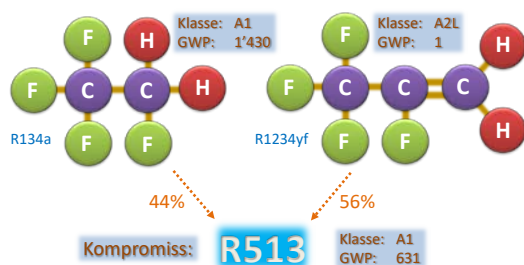 Klasse: A1
GWP: 1’430
Klasse: A2L
GWP: 1
F
H
F
C
C
H
F
F
R134a
F
H
F
C
C
C
F
F
H
R1234yf
44%
56%
Kompromiss:
R513
Klasse: A1
GWP: 631